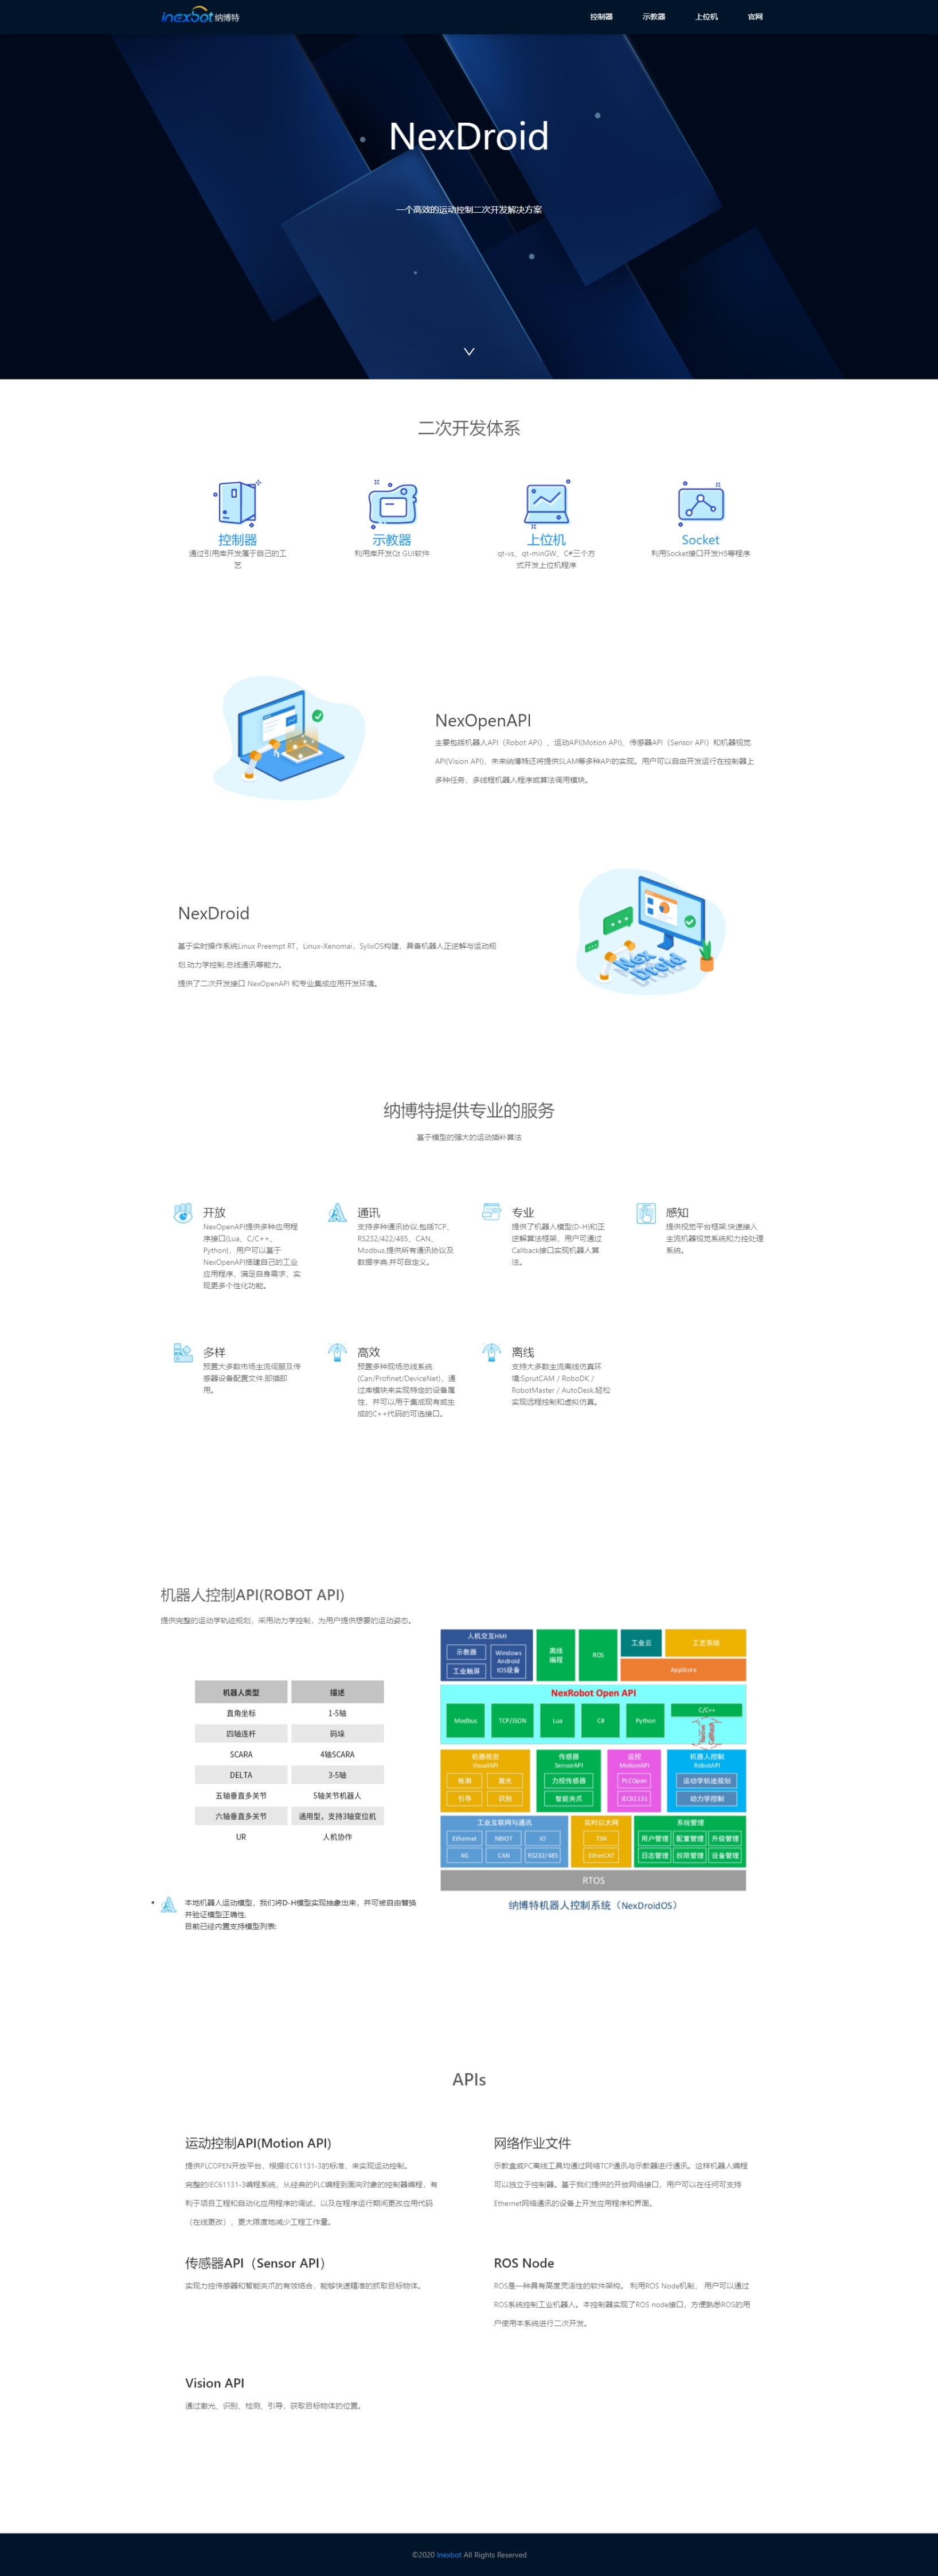 inexbot 纳博特
控制器 示教器 上位机 官网
NexDroid
一个高效的运动控制二次开发解决方案
二次开发体系
控制器
通过引用库开发属于自己的工
艺
示教器
利用库开发Qt GUI软件
上位机
qt-vs、qt-minGW、C#三个方
式开发上位机程序
Socket
利用Socket接口开发H5等程序
NexOpenAPI
主要包括机器人API（Robot API）、运动API(Motion API)、传感器API（Sensor API）和机器视觉
API(Vision API)，未来纳博特还将提供SLAM等多种API的实现。用户可以自由开发运行在控制器上
多种任务，多线程机器人程序或算法调用模块。
NexDroid
基于实时操作系统Linux Preempt RT，Linux-Xenomai，SylixOS构建，具备机器人正逆解与运动规
划,动力学控制,总线通讯等能力。
提供了二次开发接口 NexOpenAPI 和专业集成应用开发环境。
Nex
Droid
纳博特提供专业的服务
基于模型的强大的运动插补算法
开放
NexOpenAPI提供多种应用程
序接口(Lua、C/C++、
Python)，用户可以基于
NexOpenAPI搭建自己的工业
应用程序，满足自身需求，实
现更多个性化功能。
通讯
支持多种通讯协议,包括TCP、
RS232/422/485、CAN、
Modbus,提供所有通讯协议及
数据字典,并可自定义。
专业
提供了机器人模型(D-H)和正
逆解算法框架，用户可通过
Callback接口实现机器人算
法。
感知
提供视觉平台框架,快速接入
主流机器视觉系统和力控处理
系统。
多样
预置大多数市场主流伺服及传
感器设备配置文件,即插即
用。
高效
预置多种现场总线系统
(Can/Profinet/DeviceNet)，通
过库模块来实现特定的设备属
性，并可以用于集成现有或生
成的C++代码的可选接口。
离线
支持大多数主流离线仿真环
境:SprutCAM / RoboDK /
RobotMaster / AutoDesk,轻松
实现远程控制和虚拟仿真。
机器人控制API(ROBOT API)
提供完整的运动学轨迹规划，采用动力学控制，为用户提供想要的运动姿态。
机器人类型 描述
直角坐标 1-5轴
四轴连杆 码垛
SCARA 4轴SCARA
DELTA 3-5轴
五轴垂直多关节 5轴关节机器人
六轴垂直多关节 通用型，支持3轴变位机
UR 人机协作
本地机器人运动模型，我们将D-H模型实现抽象出来，并可被自由替换
并验证模型正确性.
目前已经内置支持模型列表:
人机交互HMI
示教器
工业触屏
Windows
Android
IOS设备
离线
编程
ROS
工业云
工艺系统
AppStore
NexRobot Open API
Modbus TCP/JSON Lua C# Python C/C++
Native
Callback
机器视觉
VisualAPI
检测 激光
引导 识别
传感器
SensorAPI
力控传感器
智能夹爪
运控
MotionAPI
PLCOpen
IEC61131
机器人控制
RobotAPI
运动学轨迹规划
动力学控制
工业互联网与通讯
Ethernet NBIOT IO
4G CAN RS232/485
实时以太网
TSN
EtherCAT
系统管理
用户管理 配置管理 升级管理
日志管理 权限管理 设备管理
RTOS
纳博特机器人控制系统（NexDroidOS）
APIs
运动控制API(Motion API)
提供PLCOPEN开放平台，根据IEC61131-3的标准，来实现运动控制。
完整的IEC61131-3编程系统，从经典的PLC编程到面向对象的控制器编程，有
利于项目工程和自动化应用程序的调试，以及在程序运行期间更改应用代码
（在线更改），更大限度地减少工程工作量。
网络作业文件
示教盒或PC离线工具均通过网络TCP通讯与示教器进行通讯。这样机器人编程
可以独立于控制器。基于我们提供的开放网络接口，用户可以在任何可支持
Ethernet网络通讯的设备上开发应用程序和界面。
传感器API（Sensor API）
实现力控传感器和智能夹爪的有效结合，能够快速精准的抓取目标物体。
ROS Node
ROS是一种具有高度灵活性的软件架构。 利用ROS Node机制， 用户可以通过
ROS系统控制工业机器人。本控制器实现了ROS node接口，方便熟悉ROS的用
户使用本系统进行二次开发。
Vision API
通过激光、识别、检测、引导，获取目标物体的位置。
©2020 Inexbot All Rights Reserved